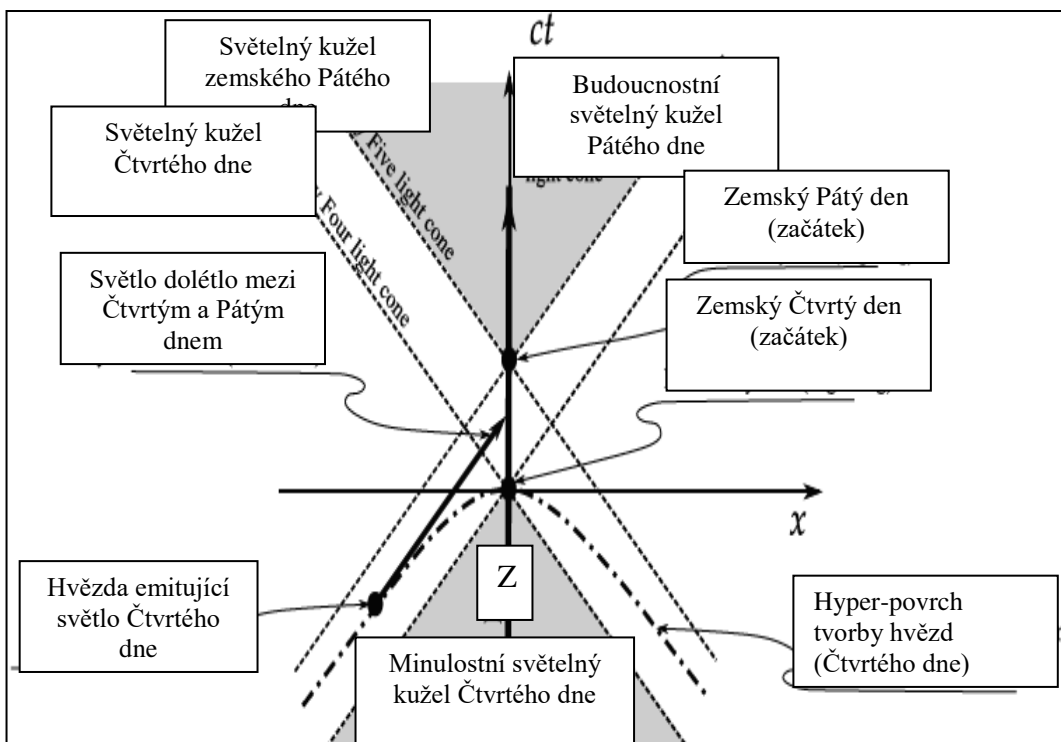 ct
Světelný kužel
zemského Pátého
dne
Budoucnostní
světelný kužel
Pátého dne
Světelný kužel
Čtvrtého dne
Five light cone
light cone
Zemský Pátý den
(začátek)
Four light cone
Světlo dolétlo mezi
Čtvrtým a Pátým
dnem
Zemský Čtvrtý den
(začátek)
x
Z
Hvězda emitující
světlo Čtvrtého
dne
Hyper-povrch
tvorby hvězd
(Čtvrtého dne)
Minulostní světelný
kužel Čtvrtého dne